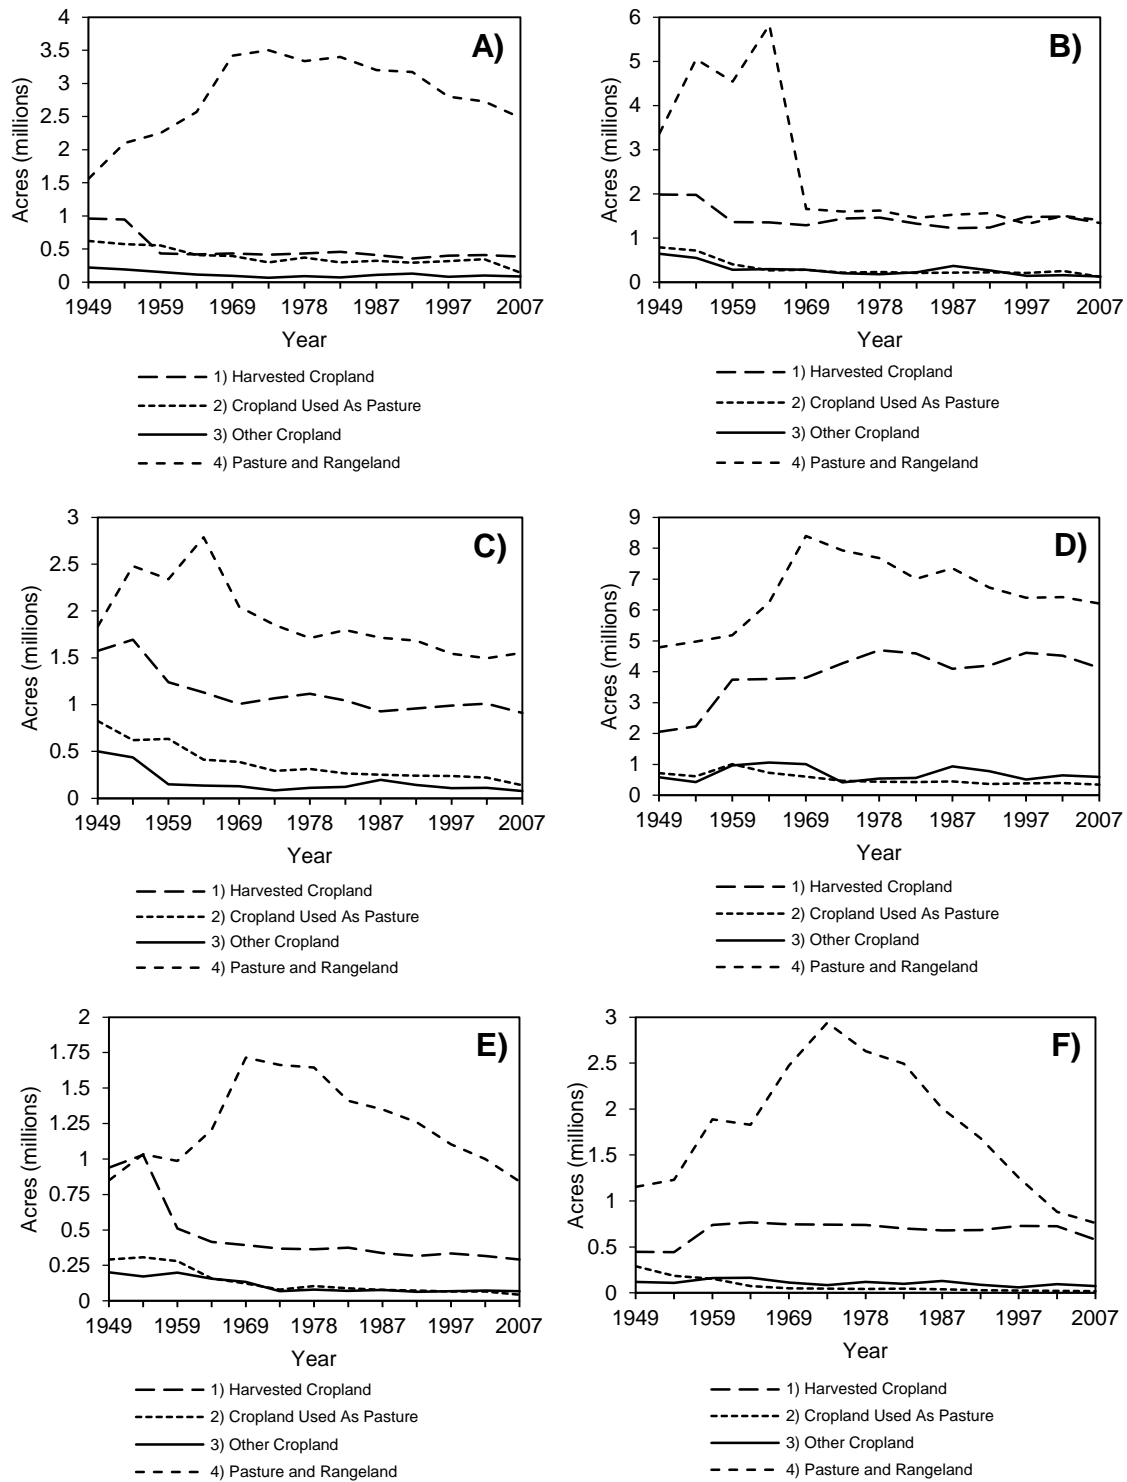 A)
4
3.5
3
2.5
2
1.5
1
0.5
0
Acres (millions)
1949 1959 1969 1978 1987 1997 2007
Year
1) Harvested Cropland
2) Cropland Used As Pasture
3) Other Cropland
4) Pasture and Rangeland
B)
6
5
4
3
2
1
0
Acres (millions)
1949 1959 1969 1978 1987 1997 2007
Year
1) Harvested Cropland
2) Cropland Used As Pasture
3) Other Cropland
4) Pasture and Rangeland
C)
3
2.5
2
1.5
1
0.5
0
Acres (millions)
1949 1959 1969 1978 1987 1997 2007
Year
1) Harvested Cropland
2) Cropland Used As Pasture
3) Other Cropland
4) Pasture and Rangeland
D)
9
8
7
6
5
4
3
2
1
0
Acres (millions)
1949 1959 1969 1978 1987 1997 2007
Year
1) Harvested Cropland
2) Cropland Used As Pasture
3) Other Cropland
4) Pasture and Rangeland
E)
2
1.75
1.5
1.25
1
0.75
0.5
0.25
0
Acres (millions)
1949 1959 1969 1978 1987 1997 2007
Year
1) Harvested Cropland
2) Cropland Used As Pasture
3) Other Cropland
4) Pasture and Rangeland
F)
3
2.5
2
1.5
1
0.5
0
Acres (millions)
1949 1959 1969 1978 1987 1997 2007
Year
1) Harvested Cropland
2) Cropland Used As Pasture
3) Other Cropland
4) Pasture and Rangeland